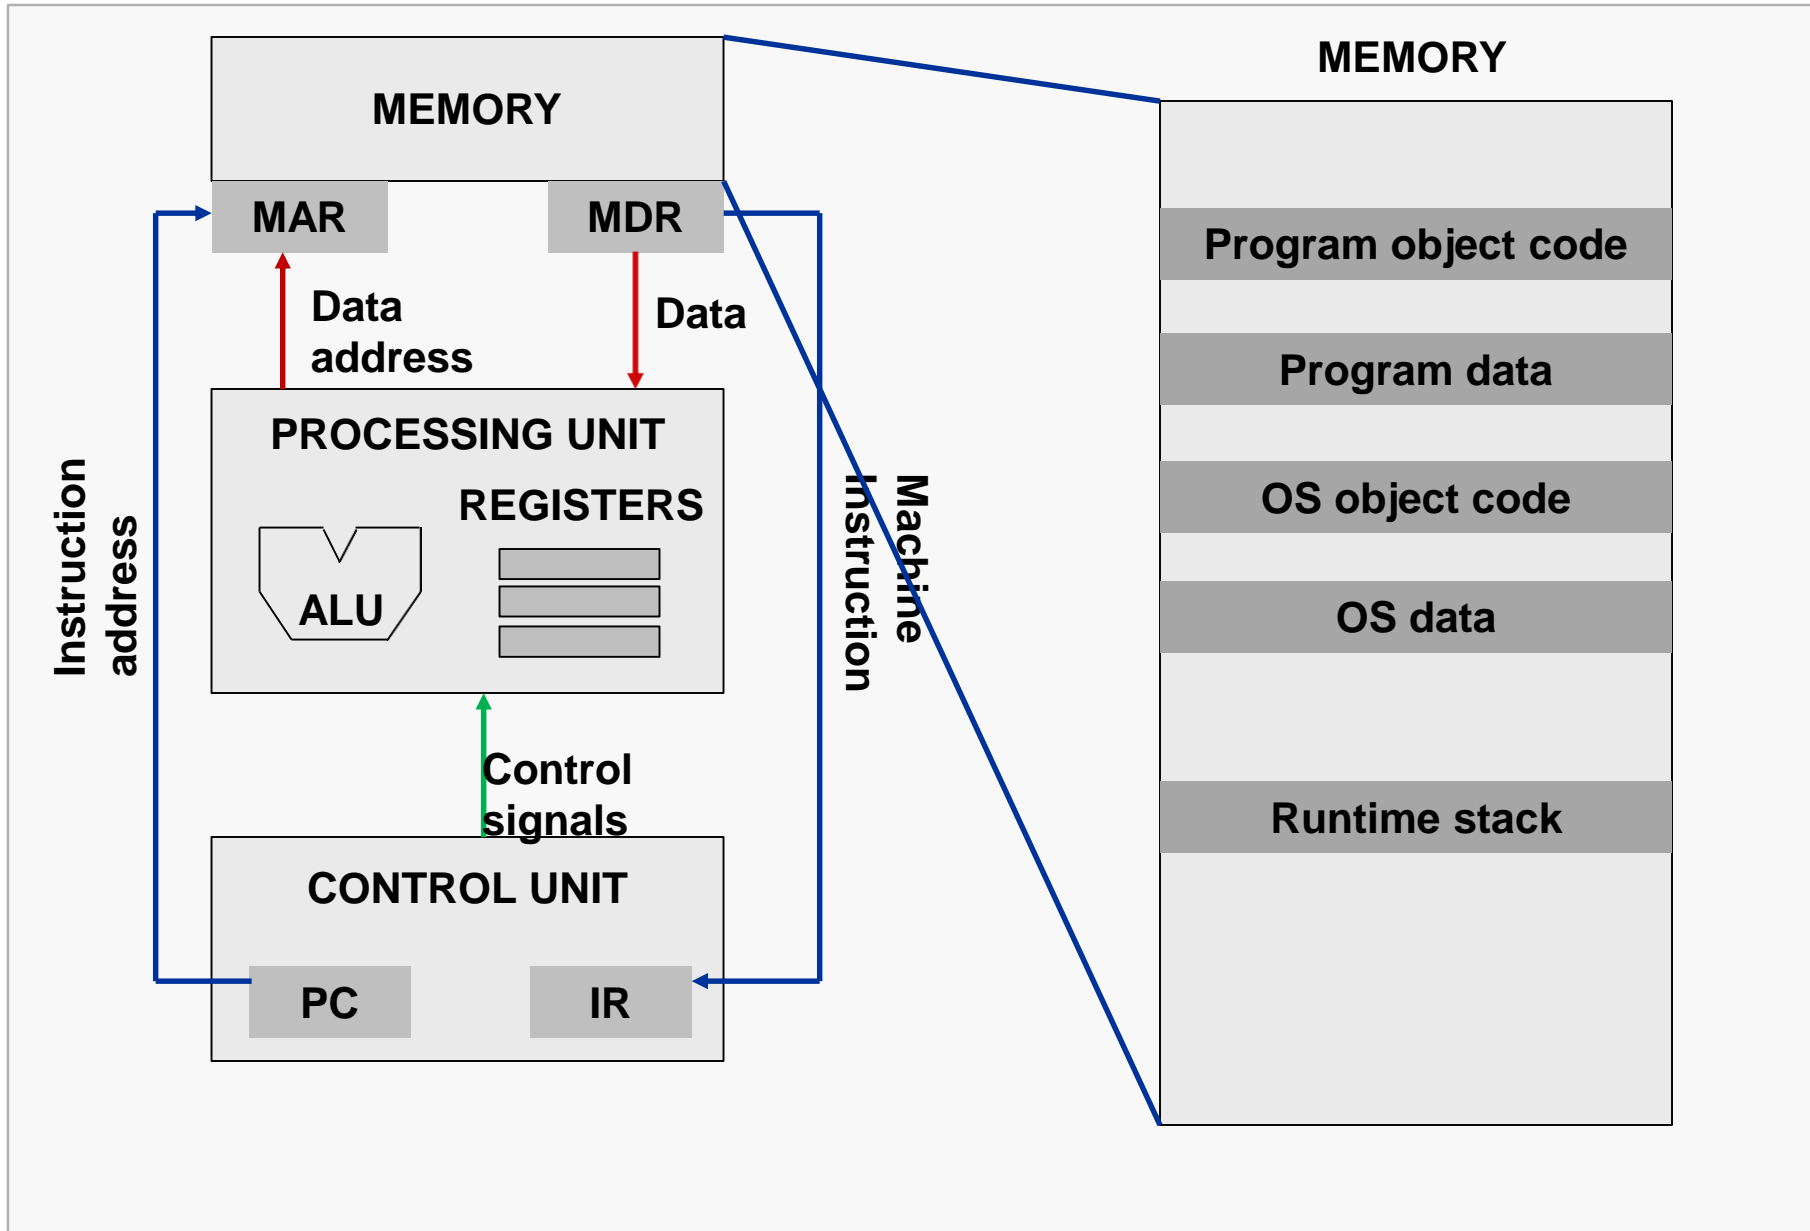 MEMORY
MAR
MDR
Data
address
Data
PROCESSING UNIT
REGISTERS
ALU
Instruction
address
Machine
Instruction
Control
signals
CONTROL UNIT
PC
IR
MEMORY
Program object code
Program data
OS object code
OS data
Runtime stack